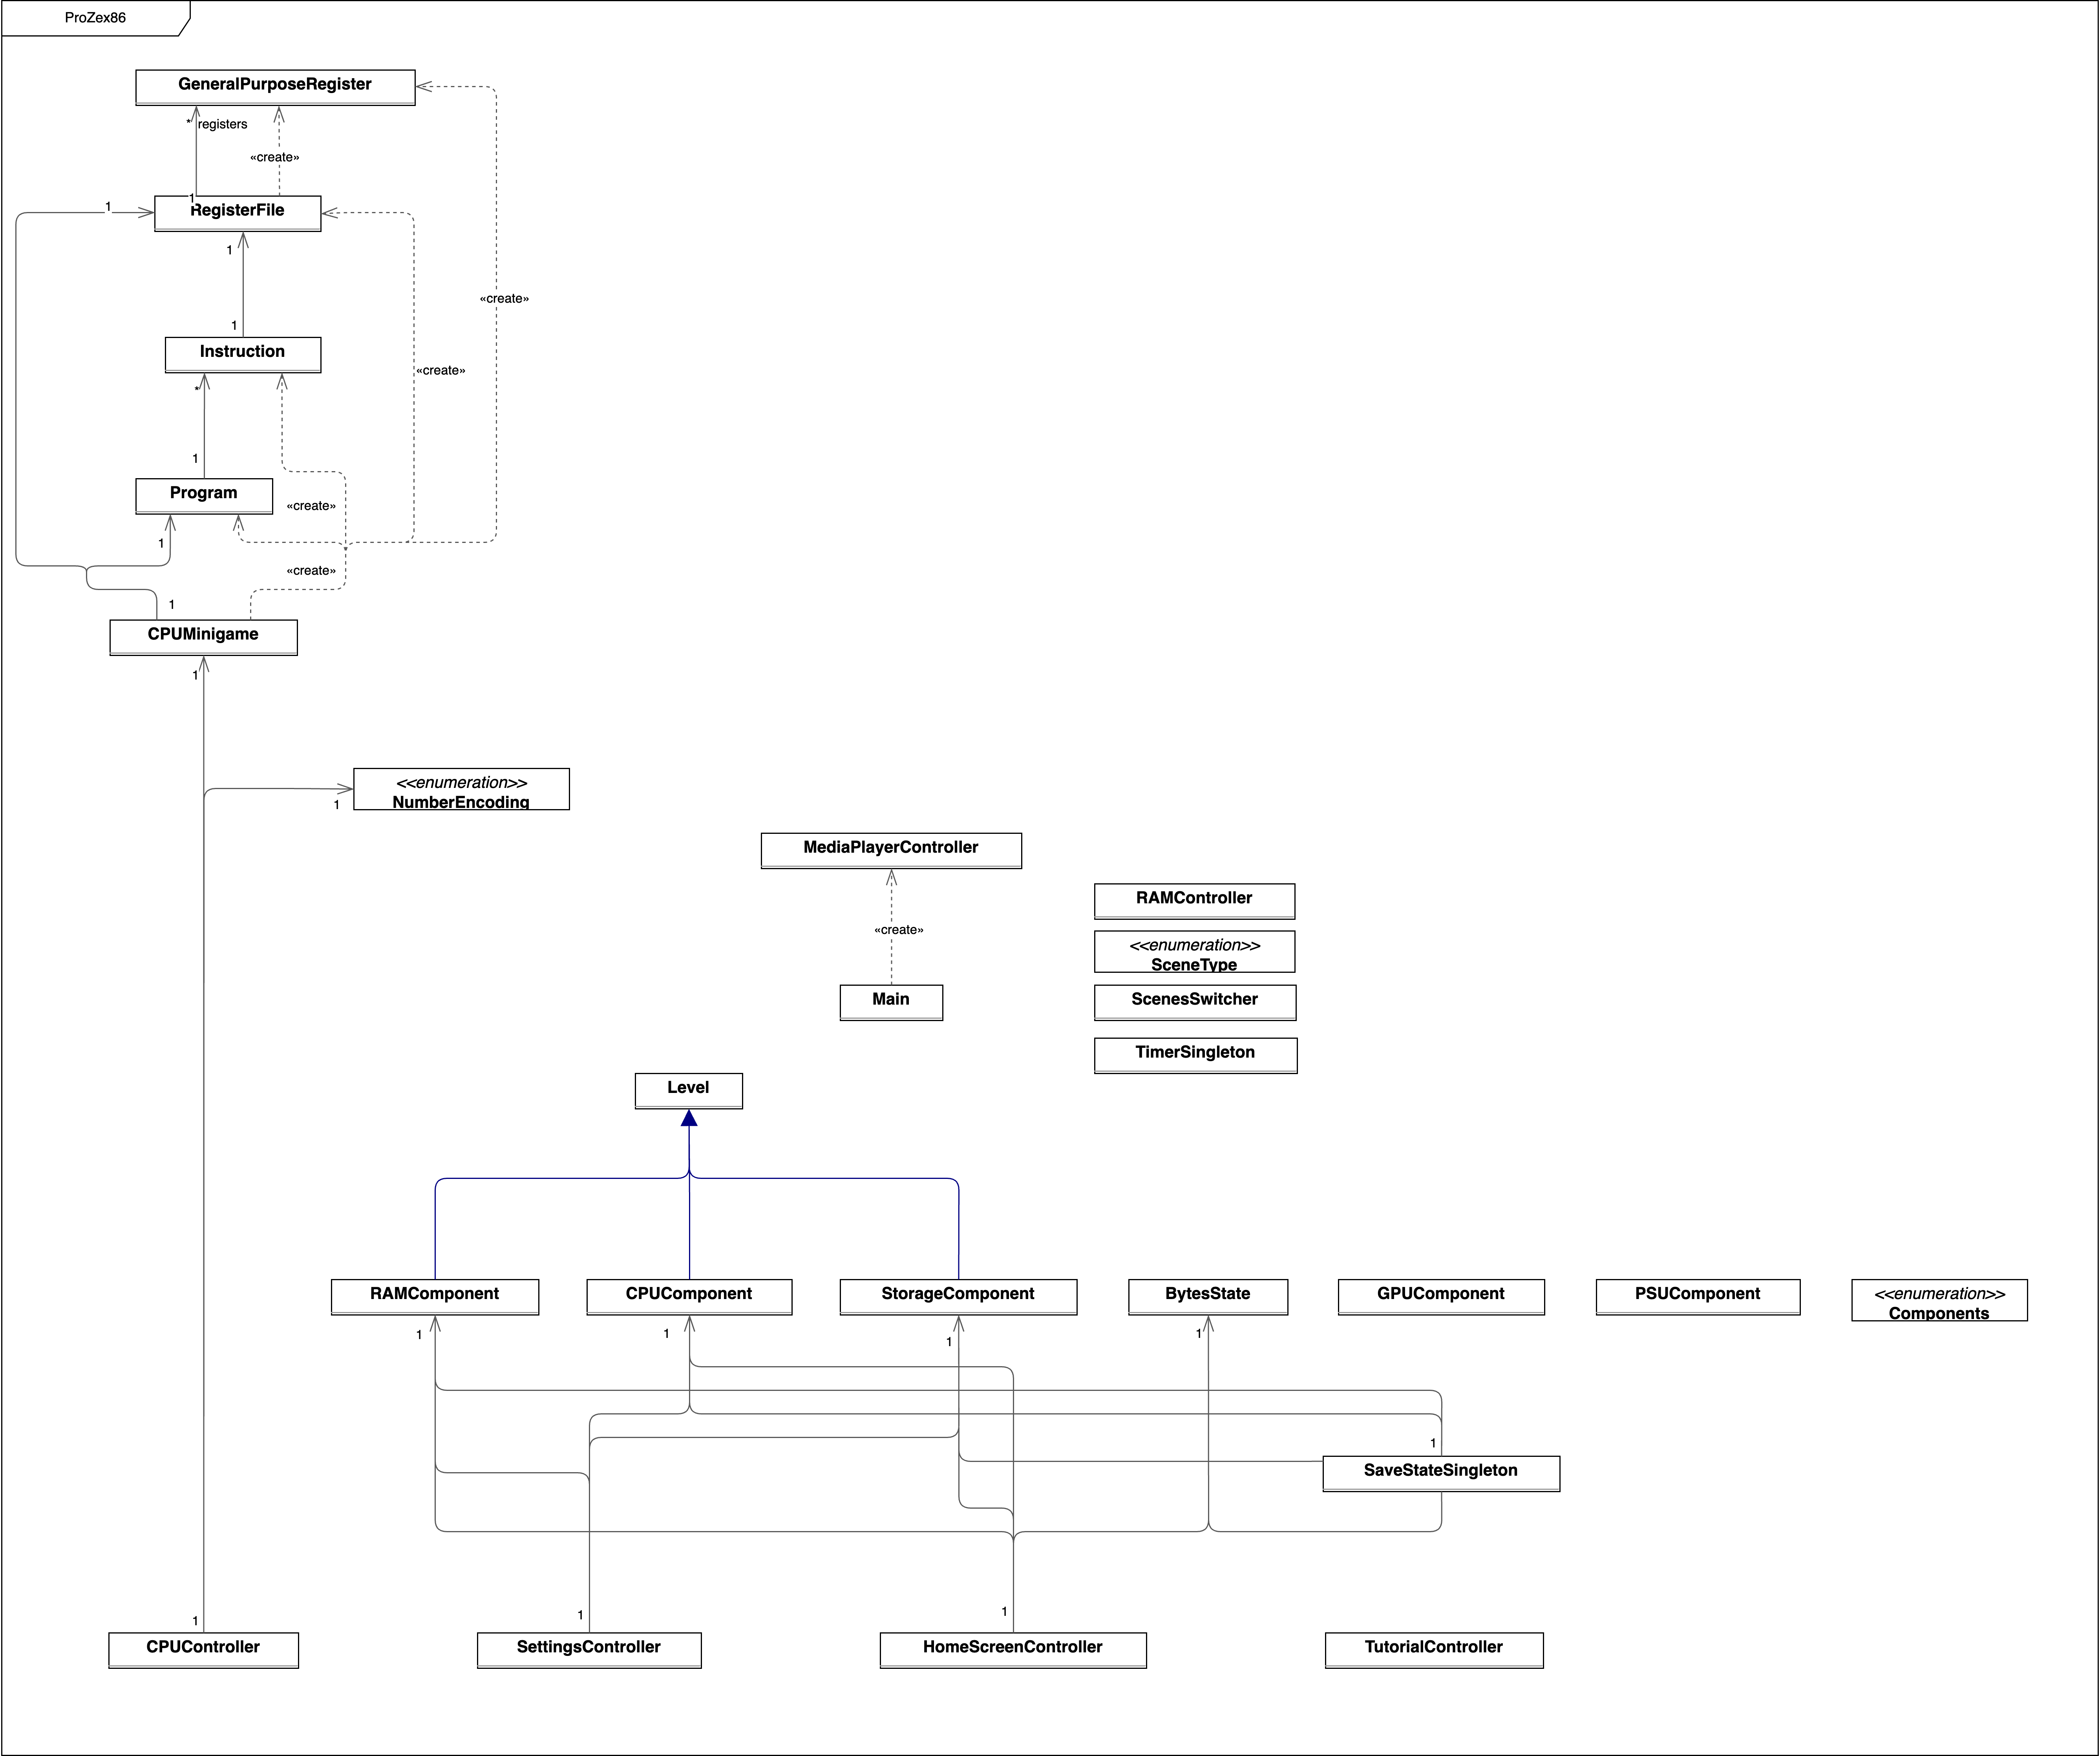 ProZex86
GeneralPurposeRegister
* registers
«create»
1
RegisterFile
1
1
«create»
1
Instruction
«create»
*
1
Program
«create»
1
«create»
1
CPUMinigame
1
<<enumeration>>
NumberEncoding
1
MediaPlayerController
RAMController
«create»
<<enumeration>>
SceneType
Main
ScenesSwitcher
TimerSingleton
Level
RAMComponent
CPUComponent
StorageComponent
BytesState
GPUComponent
PSUComponent
<<enumeration>>
Components
1
1
1
1
1
SaveStateSingleton
1
1
1
CPUController
SettingsController
HomeScreenController
TutorialController